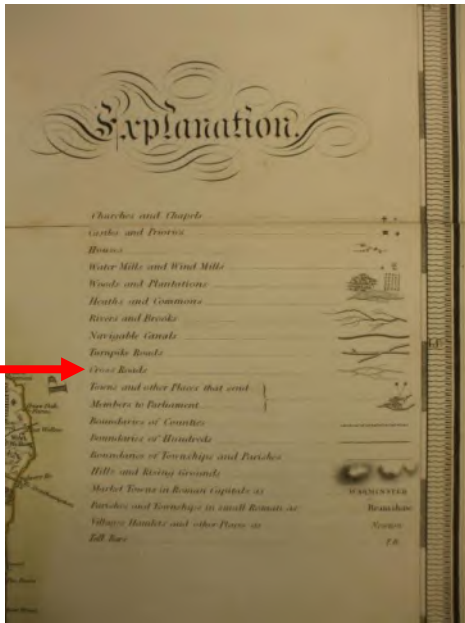 Explanation.
Churches and Chapels
Castles and Priories
Houses
Water Mills and Wind Mills
Woods and Plantations
Heaths and Commons
Rivers and Brooks
Navigable Canals
Turnpike Roads
Cross Roads
Towns and other Places that send
Members to Parliament
Boundaries of Counties
Boundaries of Hundreds
Boundaries of Townships and Parishes
Hills and Rising Grounds
Market Towns in Roman Capitals as WARMINSTER
Parishes and Townships in small Roman as Bramshaw
Villages Hamlets and other Places as
Toll Bars T.B.